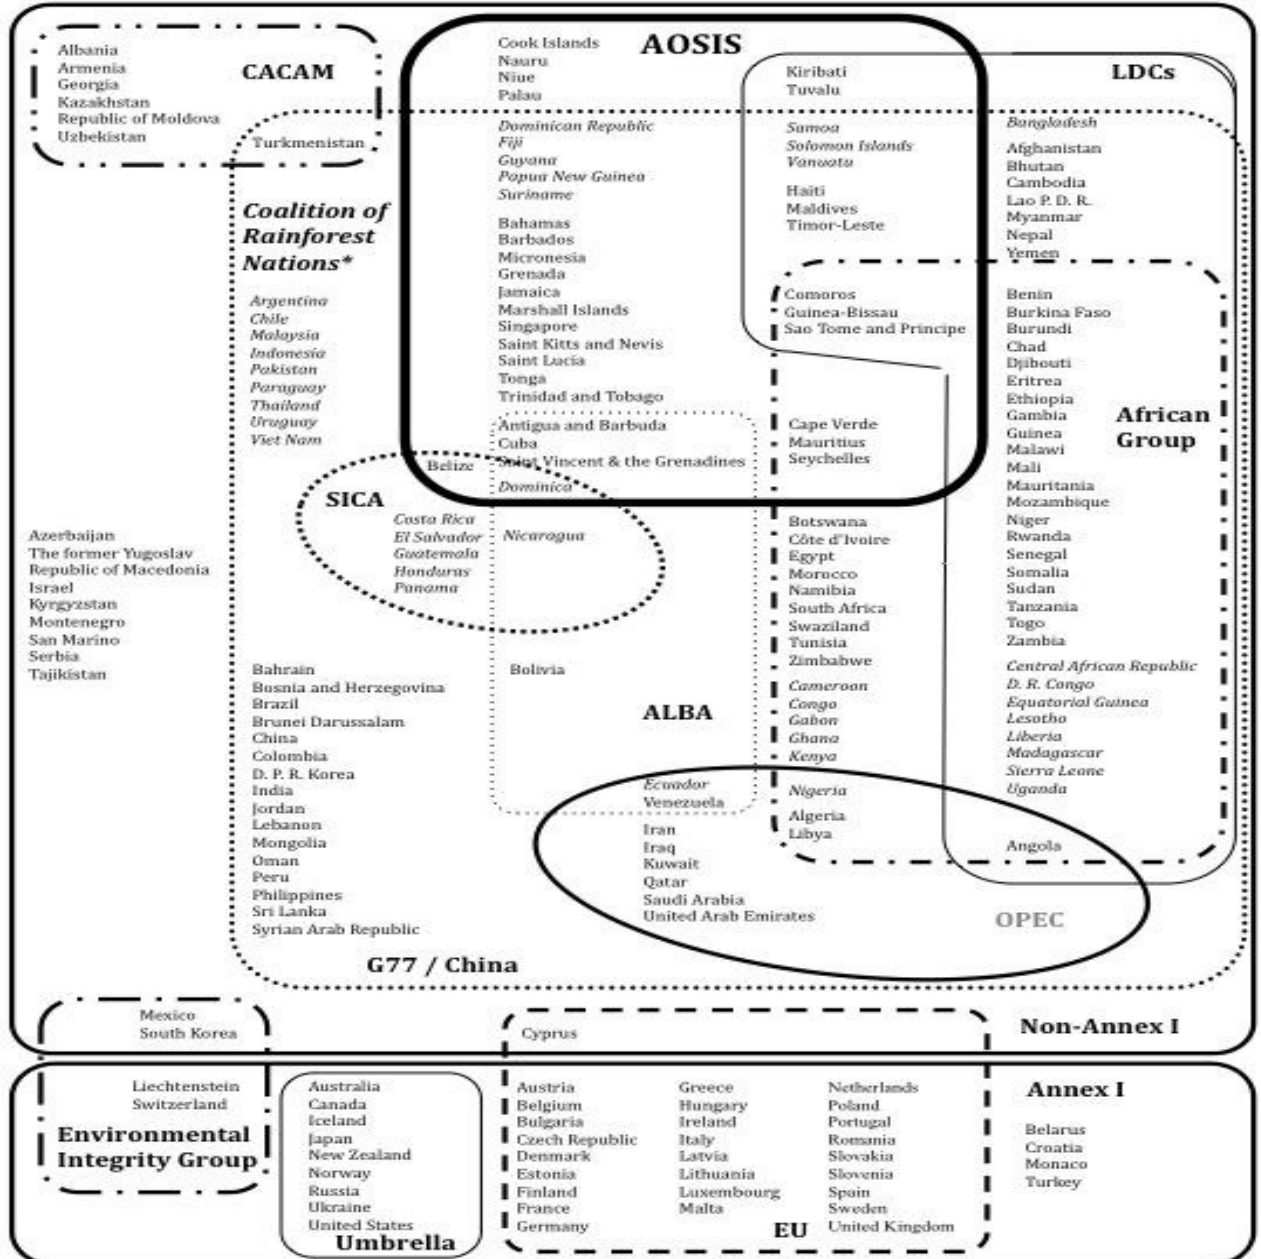 Albania
Armenia
Georgia
Kazakhstan
Republic of Moldova
Uzbekistan
CACAM
Turkmenistan
Cook Islands
Nauru
Niue
Palau
AOSIS
Kiribati
Tuvalu
LDCs
Dominican Republic
Fiji
Guyana
Papua New Guinea
Suriname
Samoa
Solomon Islands
Vanuatu
Haiti
Maldives
Timor-Leste
Bangladesh
Afghanistan
Bhutan
Cambodia
Lao P. D. R.
Myanmar
Nepal
Yemen
Coalition of
Rainforest
Nations*
Argentina
Chile
Malaysia
Indonesia
Pakistan
Paraguay
Thailand
Uruguay
Viet Nam
Bahamas
Barbados
Micronesia
Grenada
Jamaica
Marshall Islands
Singapore
Saint Kitts and Nevis
Saint Lucia
Tonga
Trinidad and Tobago
Comoros
Guinea-Bissau
Sao Tome and Principe
Benin
Burkina Faso
Burundi
Chad
Djibouti
Eritrea
Ethiopia
Gambia
Guinea
Malawi
Mali
Mauritania
Mozambique
Niger
Rwanda
Senegal
Somalia
Sudan
Tanzania
Togo
Zambia
African
Group
Antigua and Barbuda
Cuba
Saint Vincent & the Grenadines
Dominica
Cape Verde
Mauritius
Seychelles
Belize
SICA
Costa Rica
El Salvador
Guatemala
Honduras
Panama
Nicaragua
Azerbaijan
The former Yugoslav
Republic of Macedonia
Israel
Kyrgyzstan
Montenegro
San Marino
Serbia
Tajikistan
Botswana
Côte d'Ivoire
Egypt
Morocco
Namibia
South Africa
Swaziland
Tunisia
Zimbabwe
Cameroon
Congo
Gabon
Ghana
Kenya
Central African Republic
D. R. Congo
Equatorial Guinea
Lesotho
Liberia
Madagascar
Sierra Leone
Uganda
Bahrain
Bosnia and Herzegovina
Brazil
Brunei Darussalam
China
Colombia
D. P. R. Korea
India
Jordan
Lebanon
Mongolia
Oman
Peru
Philippines
Sri Lanka
Syrian Arab Republic
Bolivia
ALBA
Ecuador
Venezuela
Iran
Iraq
Kuwait
Qatar
Saudi Arabia
United Arab Emirates
Nigeria
Algeria
Libya
Angola
OPEC
G77 / China
Mexico
South Korea
Cyprus
Non-Annex I
Liechtenstein
Switzerland
Environmental
Integrity Group
Australia
Canada
Iceland
Japan
New Zealand
Norway
Russia
Ukraine
United States
Umbrella
Austria
Belgium
Bulgaria
Czech Republic
Denmark
Estonia
Finland
France
Germany
Greece
Hungary
Ireland
Italy
Latvia
Lithuania
Luxembourg
Malta
EU
Netherlands
Poland
Portugal
Romania
Slovakia
Slovenia
Spain
Sweden
United Kingdom
Annex I
Belarus
Croatia
Monaco
Turkey